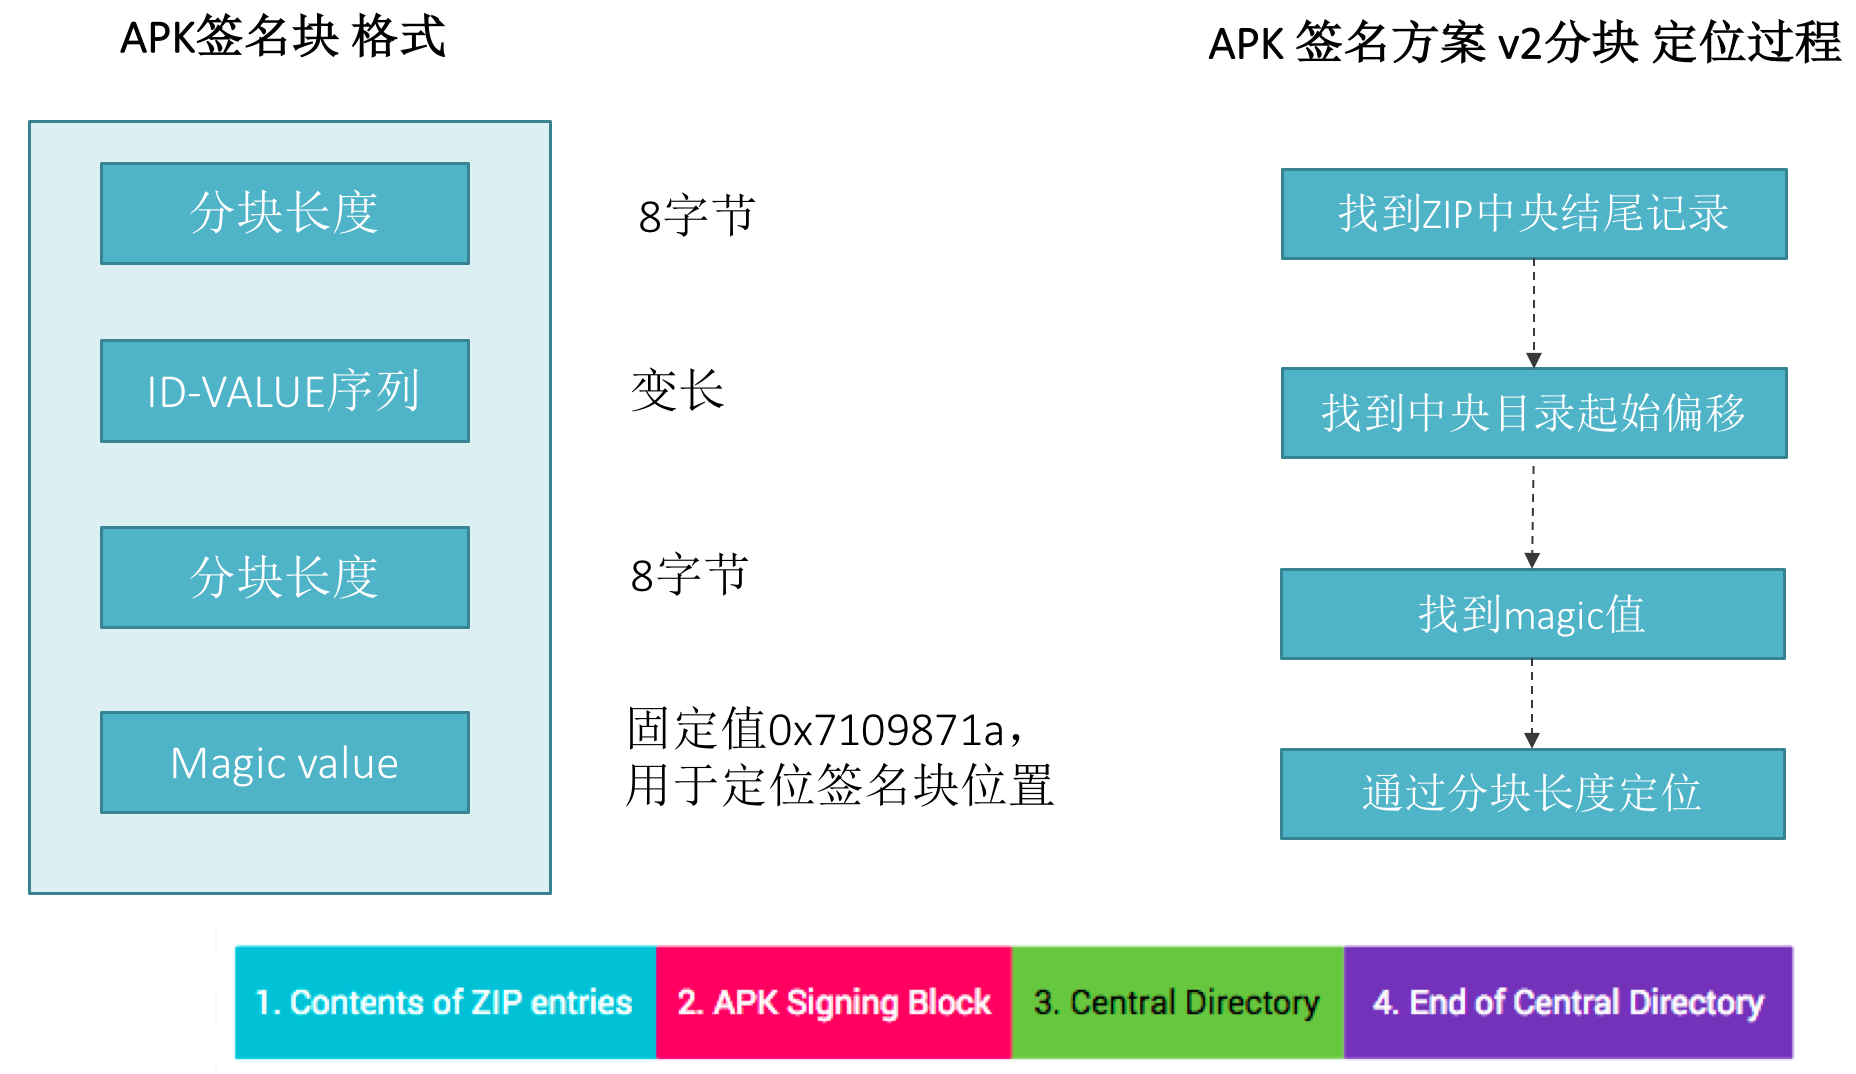 APK签名块 格式
分块长度
8字节
ID-VALUE序列
变长
分块长度
8字节
Magic value
固定值0x7109871a，
用于定位签名块位置
APK 签名方案 v2分块 定位过程
找到ZIP中央结尾记录
找到中央目录起始偏移
找到magic值
通过分块长度定位
1. Contents of ZIP entries
2. APK Signing Block
3. Central Directory
4. End of Central Directory